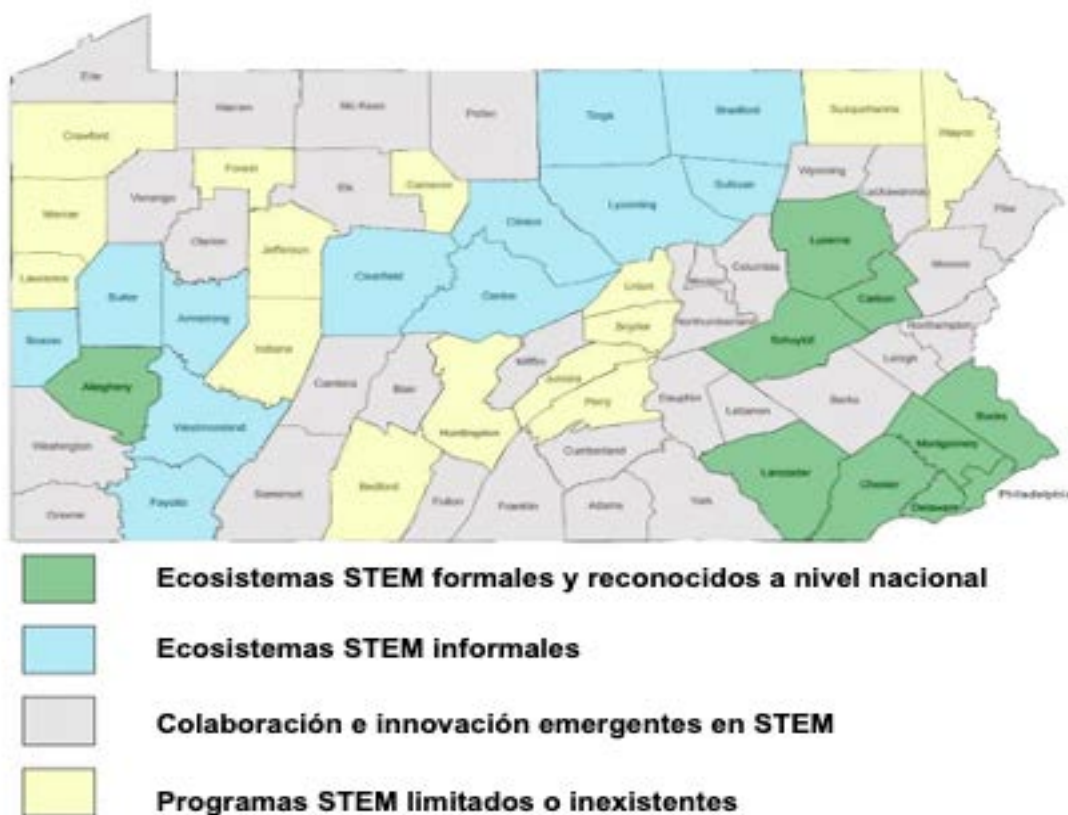 Erie
Warren
Mc Kean
Potter
Tioga
Bradford
Susquehanna
Wayne
Crawford
Forest
Cameron
Elk
Venango
Mercer
Clarion
Jefferson
Clinton
Lycoming
Sullivan
Wyoming
Lackawanna
Pike
Luzerne
Monroe
Lawrence
Butler
Armstrong
Clearfield
Centre
Union
Columbia
Carbon
Snyder
Northumberland
Schuylkill
Northampton
Lehigh
Beaver
Indiana
Allegheny
Cambria
Blair
Mifflin
Juniata
Perry
Dauphin
Lebanon
Berks
Bucks
Montgomery
Westmoreland
Huntingdon
Washington
Cumberland
Lancaster
Chester
Delaware
Philadelphia
Greene
Fayette
Somerset
Bedford
Fulton
Franklin
Adams
York
Ecosistemas STEM formales y reconocidos a nivel nacional
Ecosistemas STEM informales
Colaboración e innovación emergentes en STEM
Programas STEM limitados o inexistentes